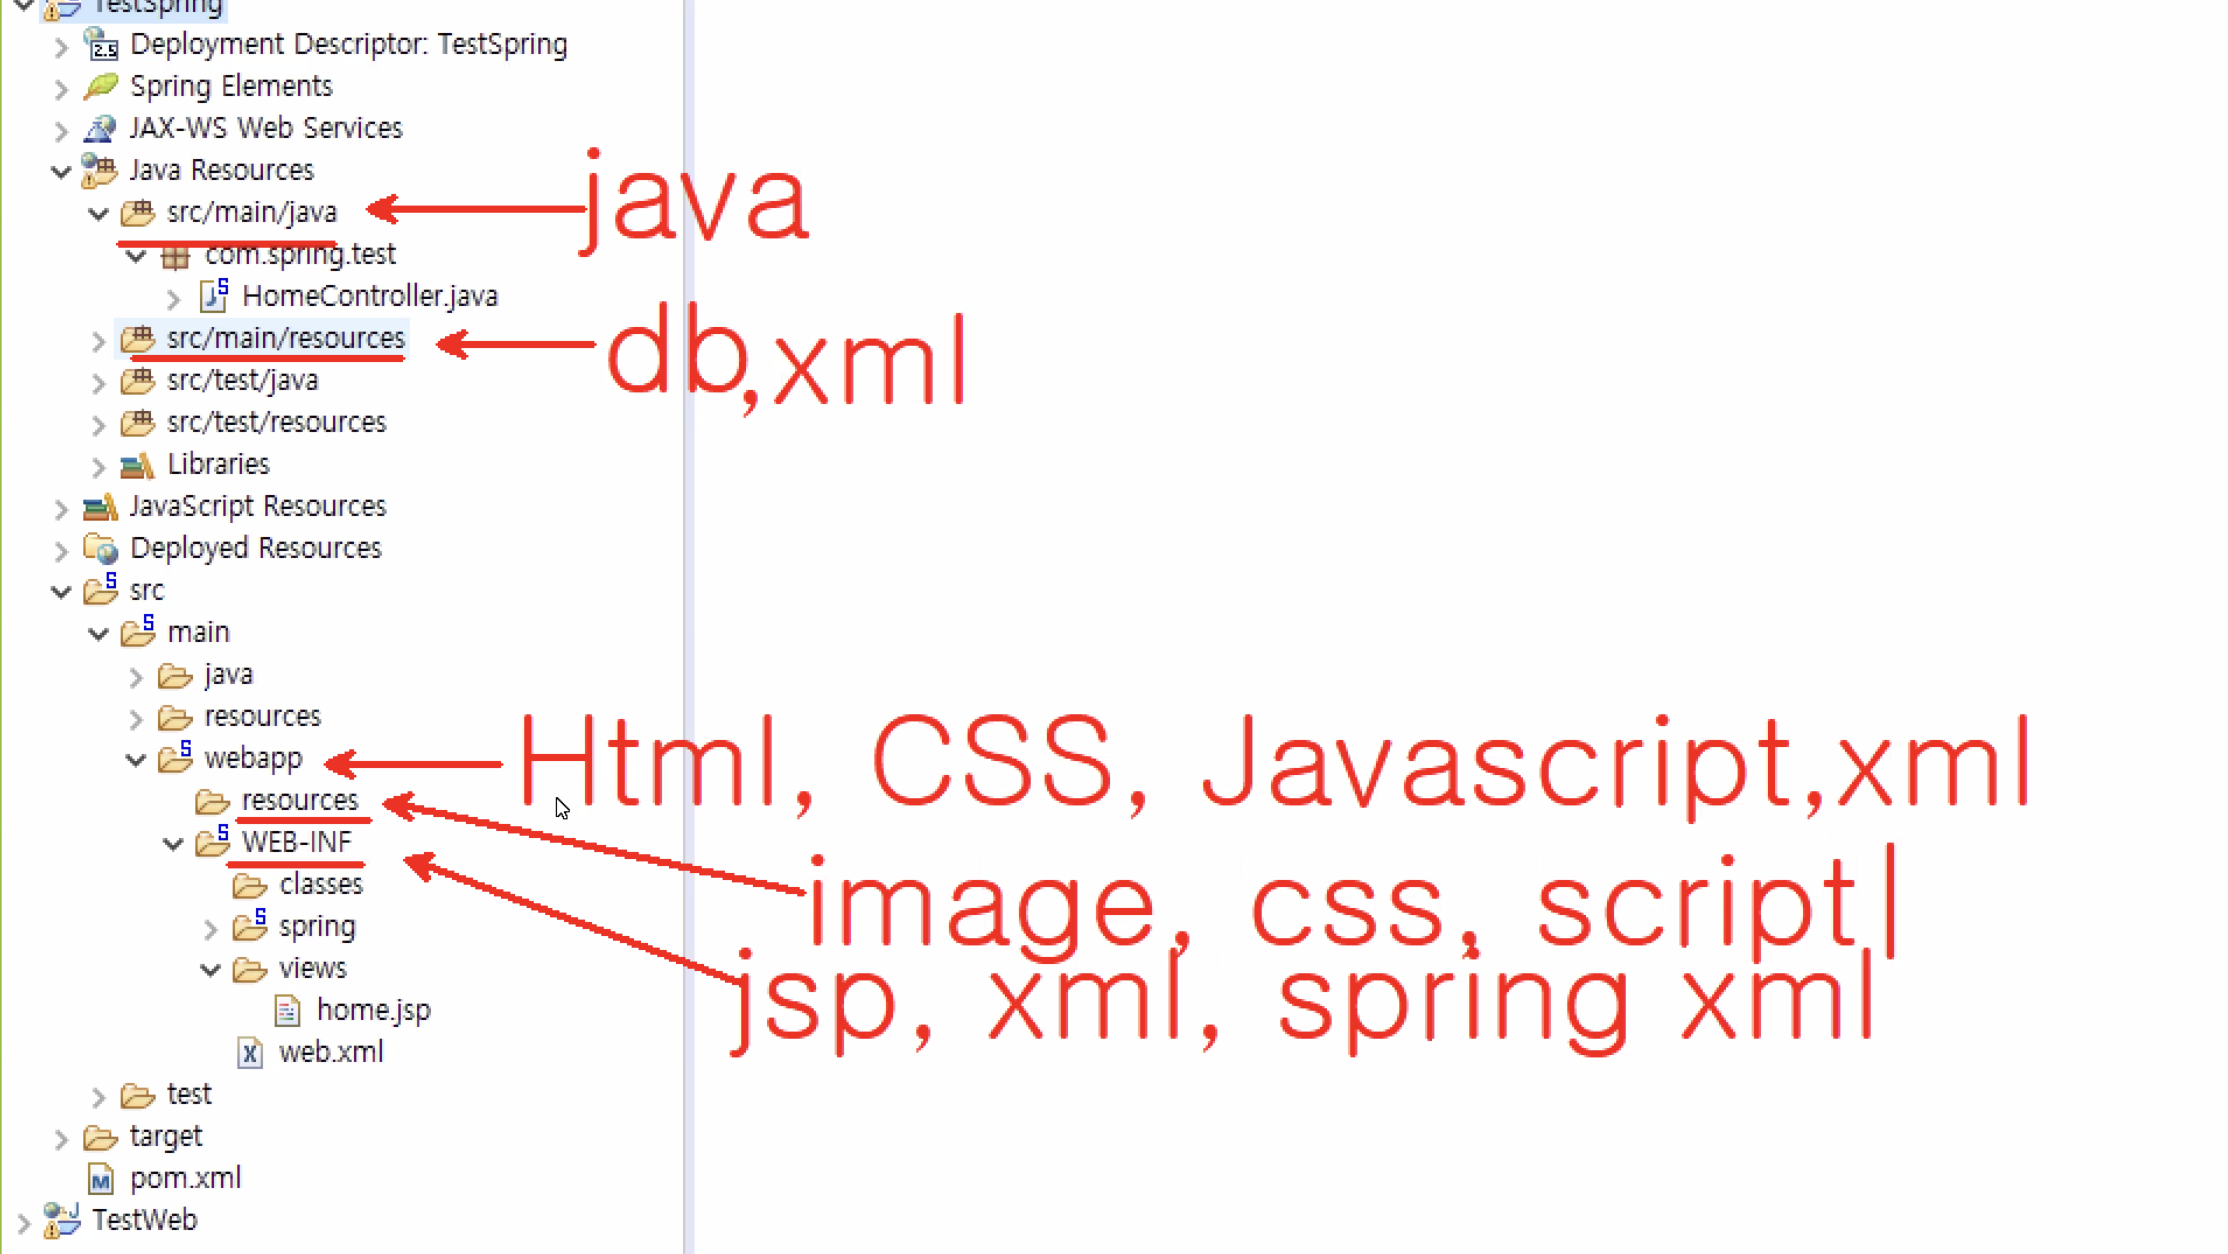 TestSpring
Deployment Descriptor: TestSpring
Spring Elements
JAX-WS Web Services
Java Resources
src/main/java
java
com.spring.test
HomeController.java
src/main/resources
db,xml
src/test/java
src/test/resources
Libraries
JavaScript Resources
Deployed Resources
src
main
java
resources
webapp
Html, CSS, Javascript,xml
resources
image, css, script
WEB-INF
jsp, xml, spring xml
classes
spring
views
home.jsp
web.xml
test
target
pom.xml
TestWeb